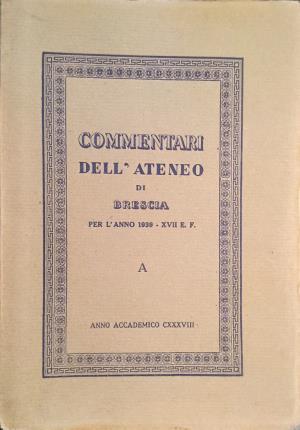 COMMENTARI
DELL'ATENEO
DI
BRESCIA
PER L'ANNO 1939 - XVII E. F.
A
ANNO ACCADEMICO CXXXVIII